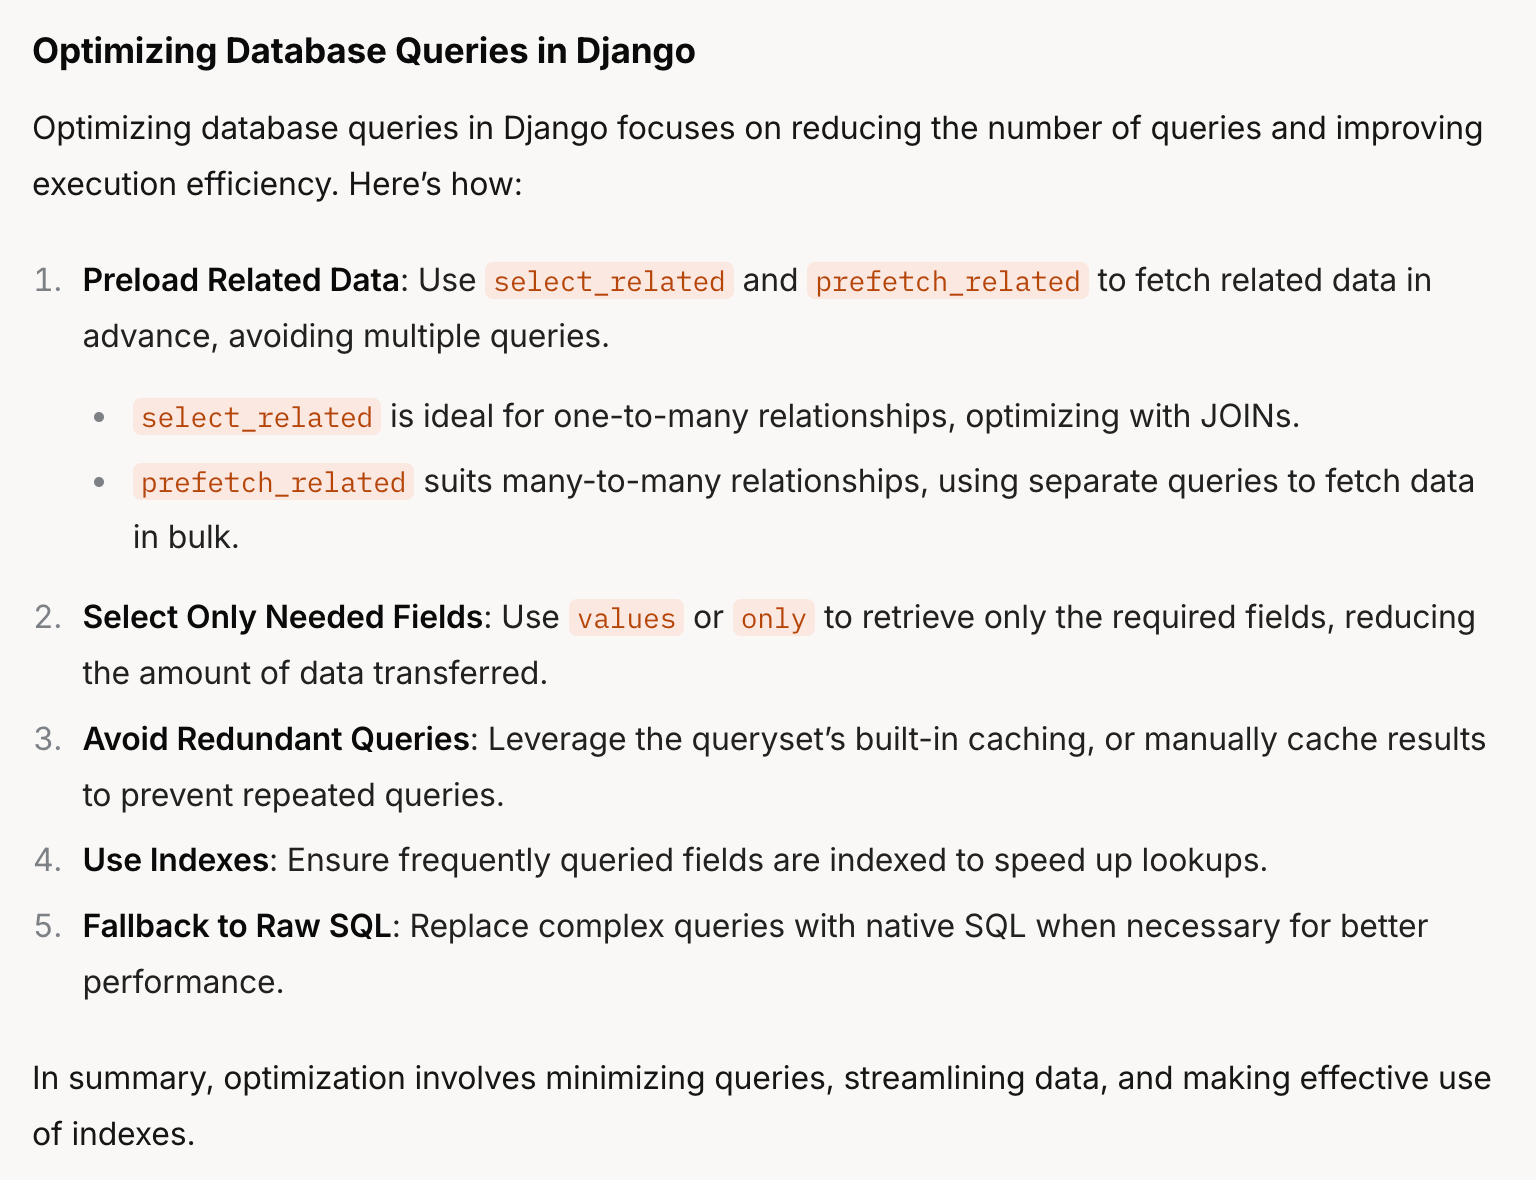 Optimizing Database Queries in Django
Optimizing database queries in Django focuses on reducing the number of queries and improving
execution efficiency. Here’s how:
1. Preload Related Data: Use select_related and prefetch_related to fetch related data in
advance, avoiding multiple queries.
• select_related is ideal for one-to-many relationships, optimizing with JOINs.
• prefetch_related suits many-to-many relationships, using separate queries to fetch data
in bulk.
2. Select Only Needed Fields: Use values or only to retrieve only the required fields, reducing
the amount of data transferred.
3. Avoid Redundant Queries: Leverage the queryset’s built-in caching, or manually cache results
to prevent repeated queries.
4. Use Indexes: Ensure frequently queried fields are indexed to speed up lookups.
5. Fallback to Raw SQL: Replace complex queries with native SQL when necessary for better
performance.
In summary, optimization involves minimizing queries, streamlining data, and making effective use
of indexes.